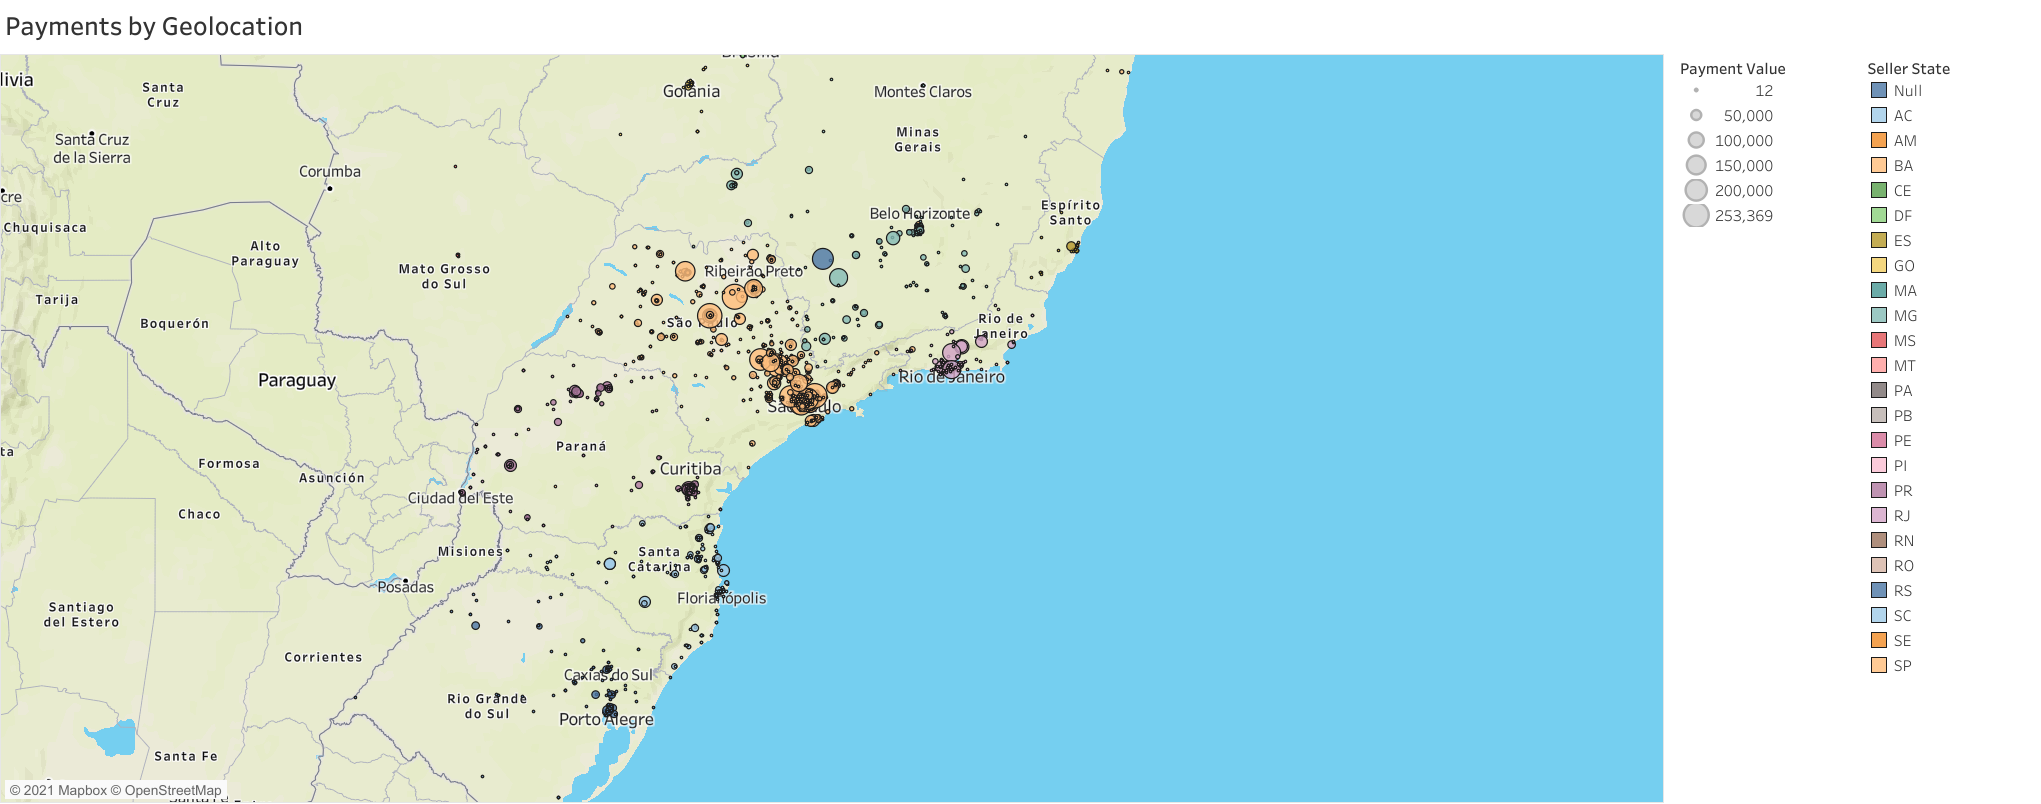 Payments by Geolocation
livia
Santa
Cruz
Goiânia
Montes Claros
Santa Cruz
de la Sierra
Minas
Gerais
Corumba
cre
Chuquisaca
Belo Horizonte
Espírito
Santo
Alto
Paraguay
Mato Grosso
do Sul
Ribeirão Preto
Tarija
Boquerón
São Paulo
Rio de
Janeiro
Paraguay
Rio de Janeiro
São Paulo
Paraná
ta
Formosa
Curitiba
Asunción
Ciudad del Este
Chaco
Misiones
Santa
Catarina
Posadas
Florianópolis
Santiago
del Estero
Corrientes
Caxias do Sul
Rio Grande
do Sul
Porto Alegre
Santa Fe
© 2021 Mapbox © OpenStreetMap
Payment Value
12
50,000
100,000
150,000
200,000
253,369
Seller State
Null
AC
AM
BA
CE
DF
ES
GO
MA
MG
MS
MT
PA
PB
PE
PI
PR
RJ
RN
RO
RS
SC
SE
SP